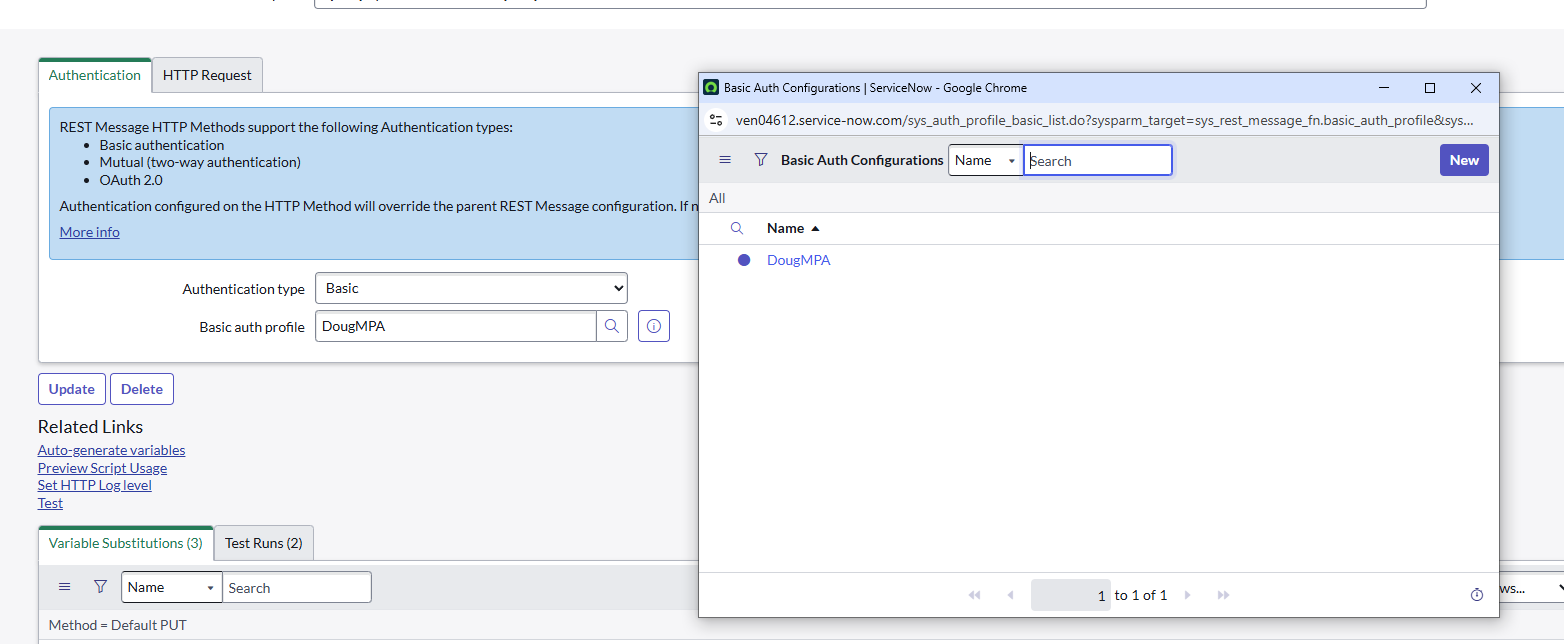 Authentication
HTTP Request
REST Message HTTP Methods support the following Authentication types:
Basic authentication
Mutual (two-way authentication)
OAuth 2.0
Authentication configured on the HTTP Method will override the parent REST Message configuration. If n
More info
Authentication type
Basic
Basic auth profile
DougMPA
Update
Delete
Related Links
Auto-generate variables
Preview Script Usage
Set HTTP Log level
Test
Variable Substitutions (3)
Test Runs (2)
Name
Search
Method = Default PUT
Basic Auth Configurations | ServiceNow - Google Chrome
ven04612.service-now.com/sys_auth_profile_basic_list.do?sysparm_target=sys_rest_message_fn.basic_auth_profile&sys...
Basic Auth Configurations
Name
Search
New
All
Name
DougMPA
1 to 1 of 1
ws...